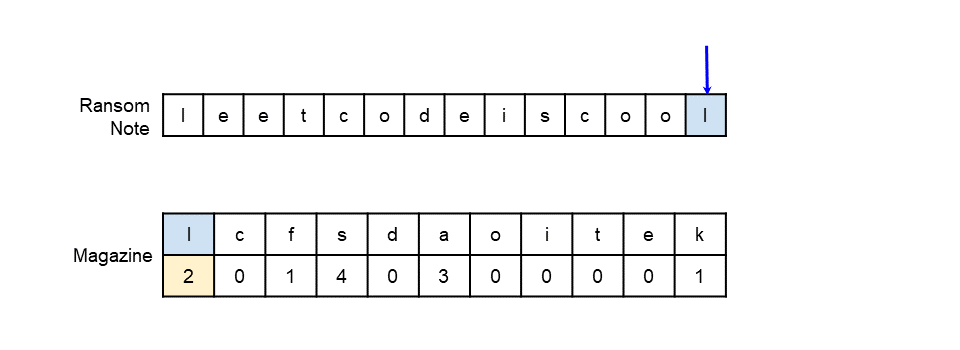 Ransom Note
l e e t c o d e i s c o o l
Magazine
l c f s d a o i t e k
2 0 1 4 0 3 0 0 0 0 1